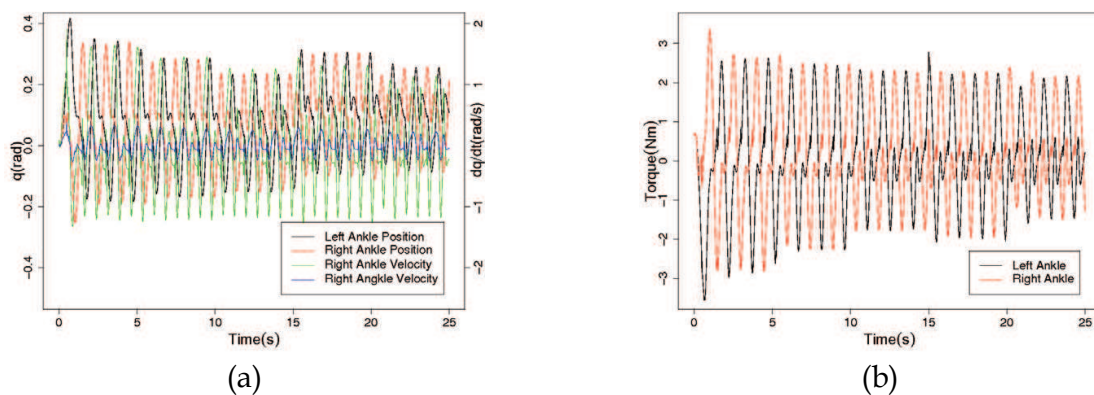 0.4
0.2
0.0
-0.2
-0.4
q(rad)
2
1
0
-1
-2
dq/dt(rad/s)
Left Ankle Position
Right Ankle Position
Right Ankle Velocity
Right Angkle Velocity
0 5 10 15 20 25
Time(s)
(a)
3
2
1
0
-1
-2
-3
Torque(Nm)
Left Ankle
Right Ankle
0 5 10 15 20 25
Time(s)
(b)